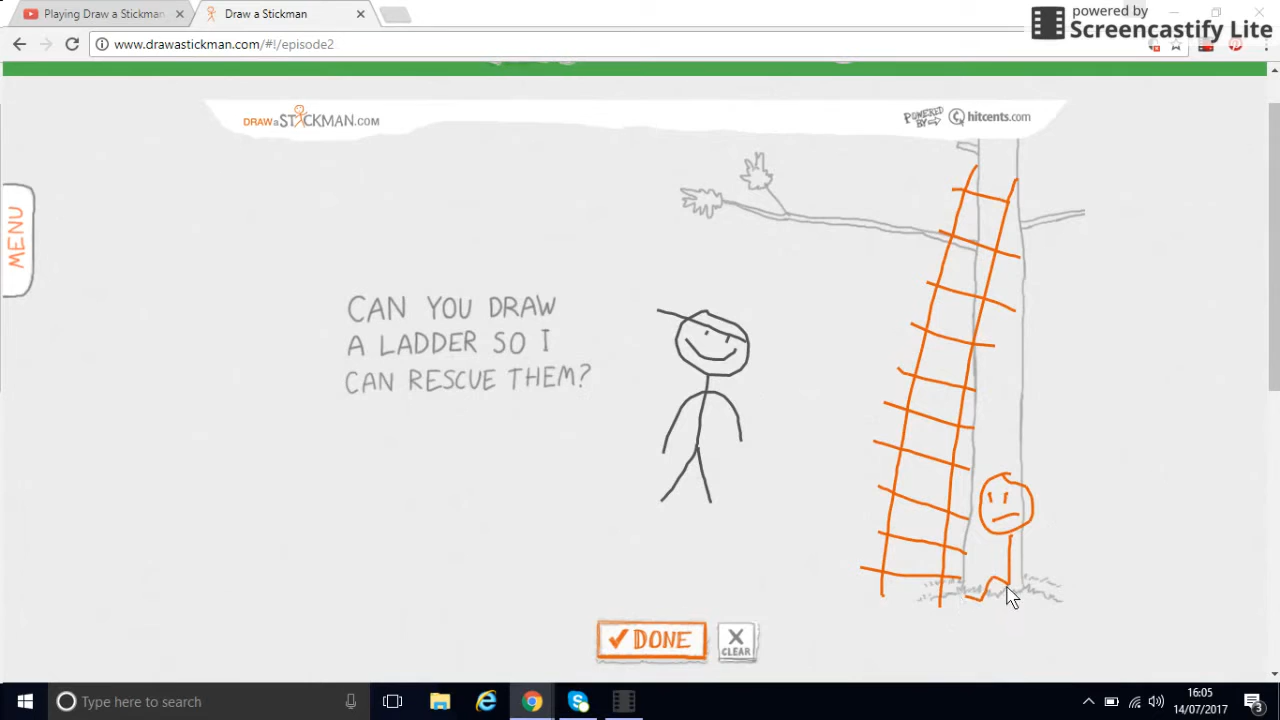 powered by
Screencastify Lite
Playing Draw a Stickman
Draw a Stickman
www.drawastickman.com/#!/episode2
DRAWaSTICKMAN.COM
POWERED BY hitcents.com
MENU
CAN YOU DRAW
A LADDER SO I
CAN RESCUE THEM?
DONE
X
CLEAR
Type here to search
16:05
14/07/2017
3